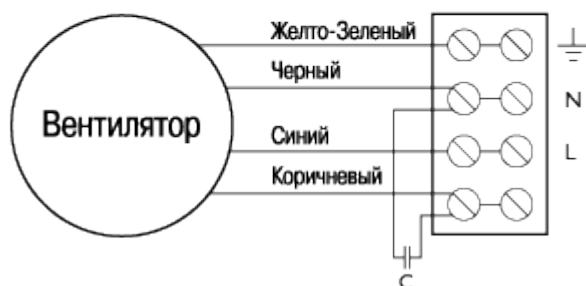 Желто-Зеленый
Черный
N
Вентилятор
Синий
L
Коричневый
C